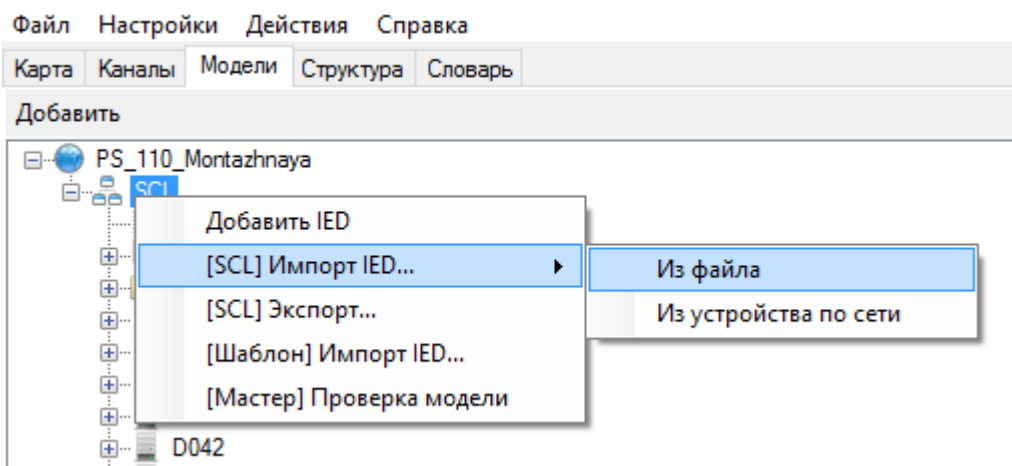 Файл Настройки Действия Справка
Карта Каналы Модели Структура Словарь
Добавить
PS_110_Montazhnaya
SCL
Добавить IED
[SCL] Импорт IED...
Из файла
[SCL] Экспорт...
Из устройства по сети
[Шаблон] Импорт IED...
[Мастер] Проверка модели
D042